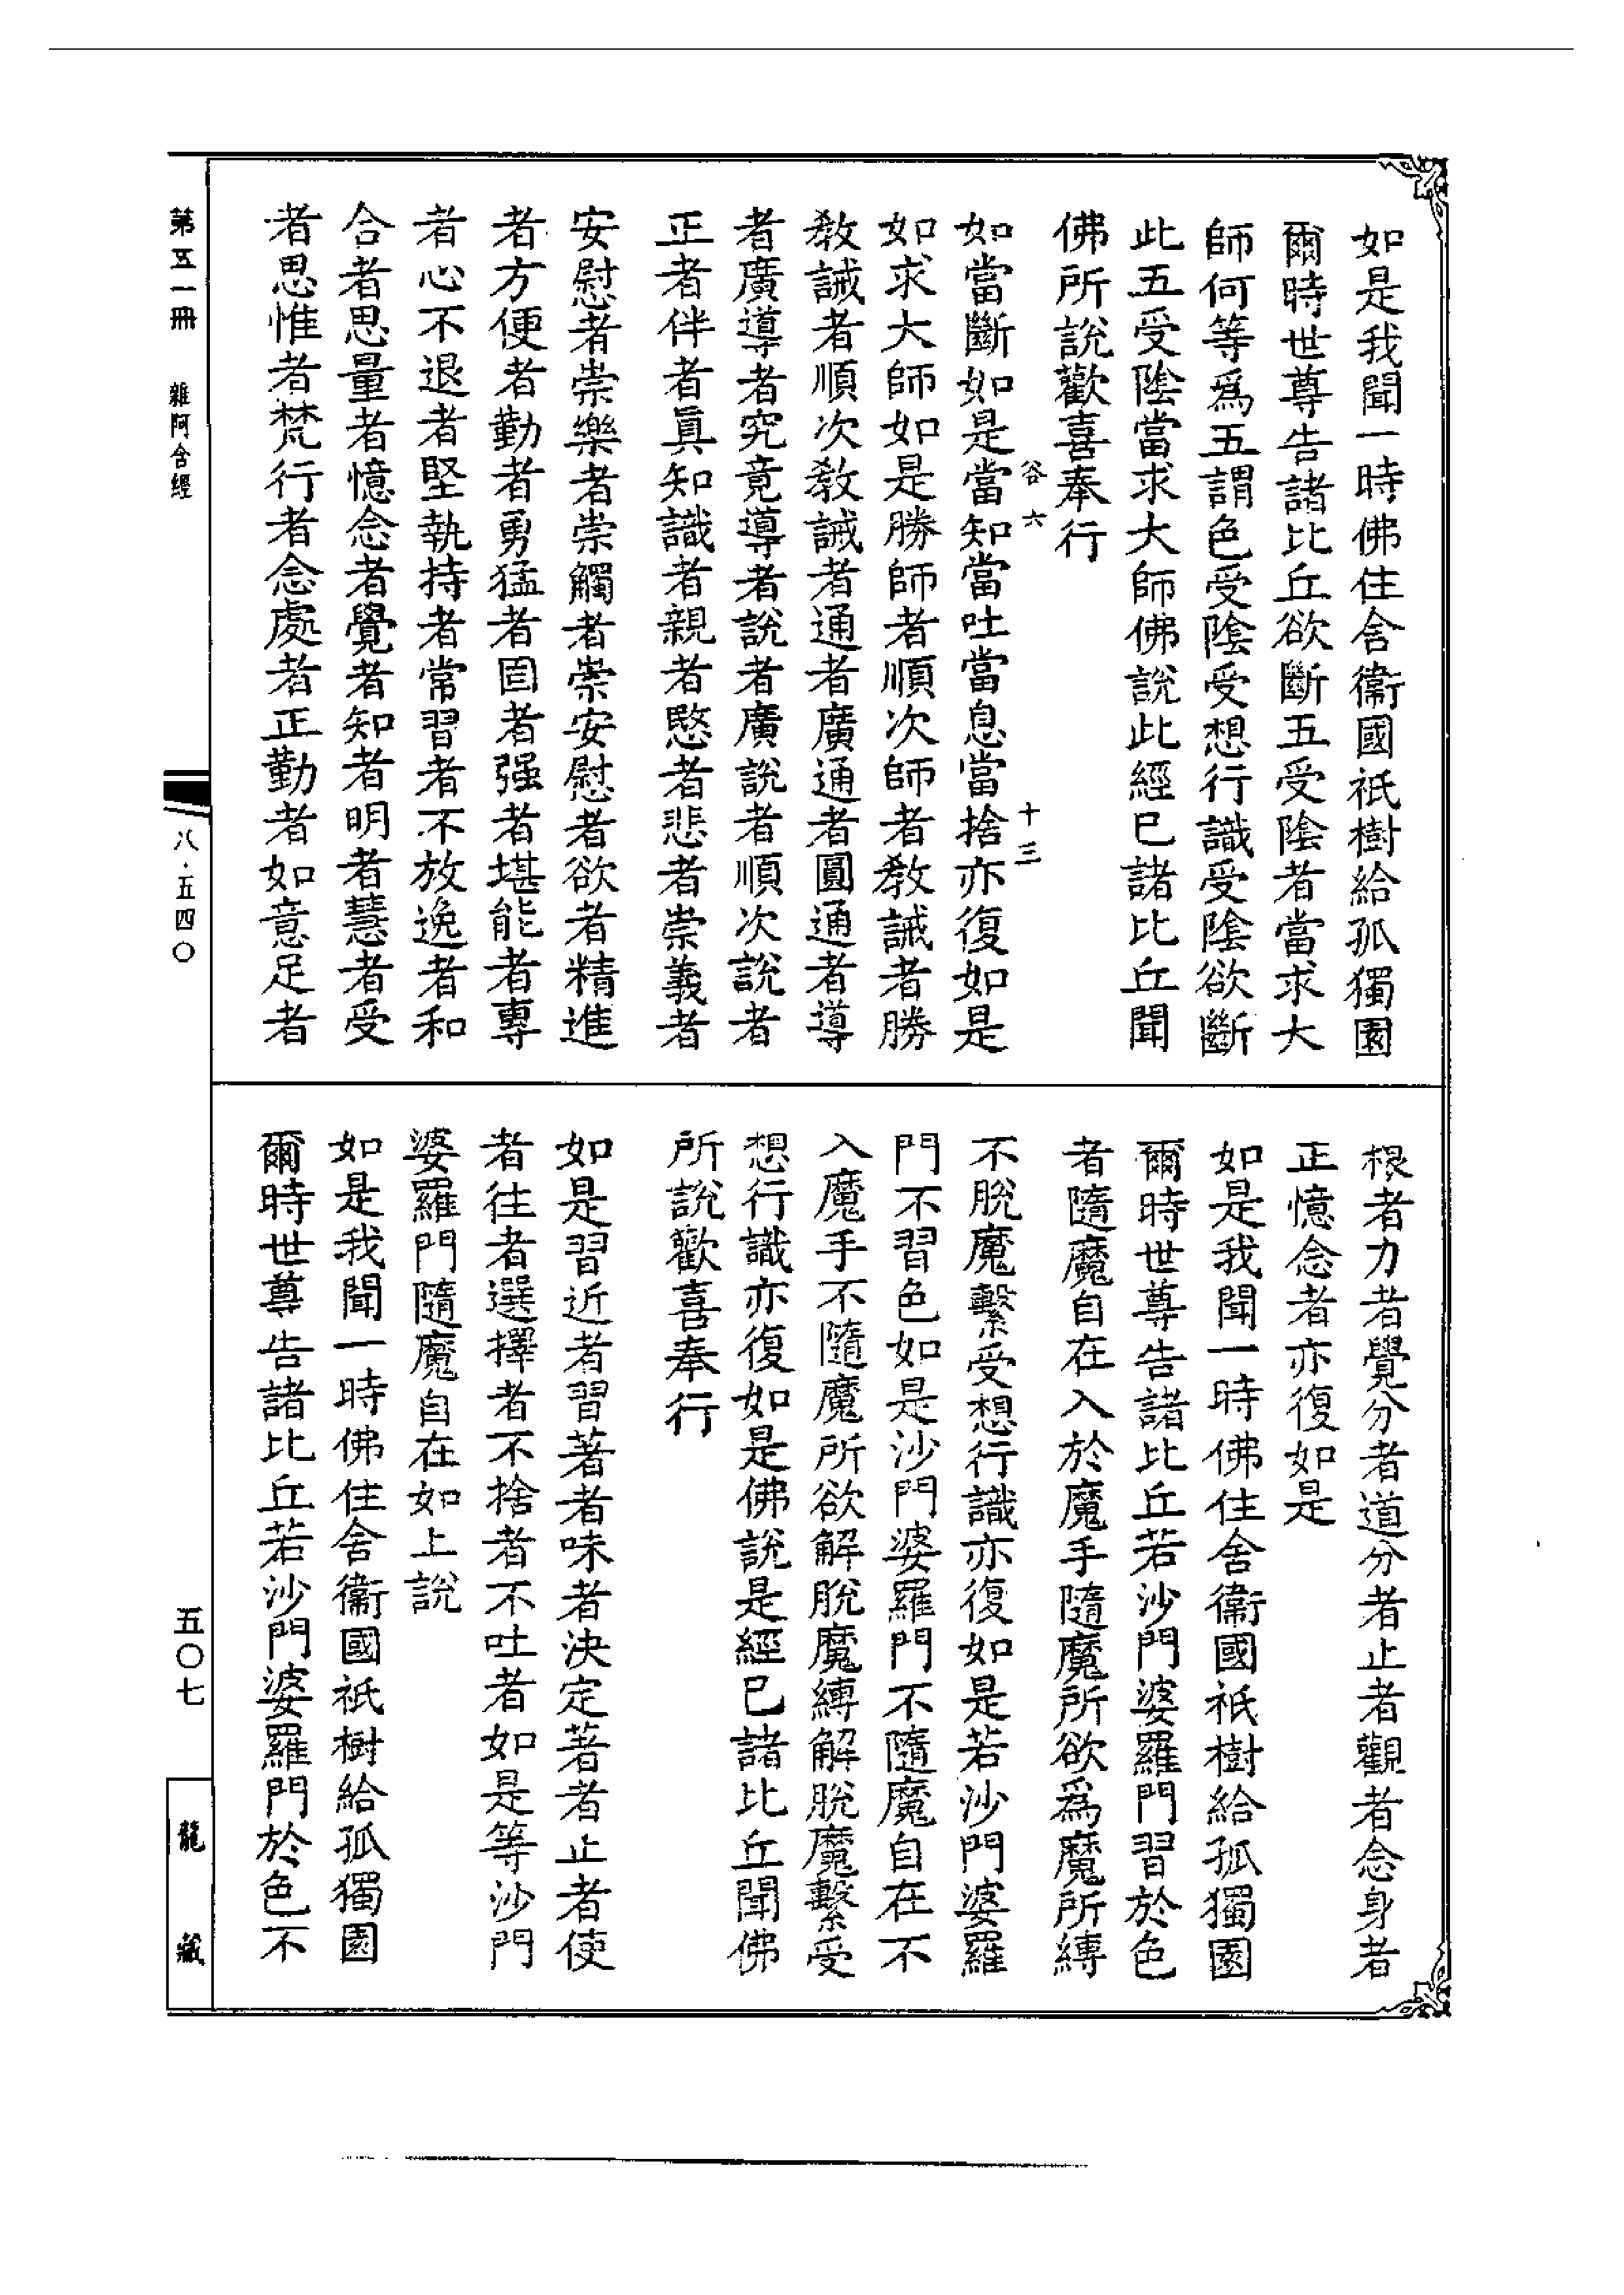 如是我聞一時佛住舍衞國祇樹給孤獨園
爾時世尊告諸比丘欲斷五受陰者當求大
師何等爲五謂色受陰受想行識受陰欲斷
此五受陰當求大師佛說此經已諸比丘聞
佛所說歡喜奉行
谷六　十三
如當斷如是當知當吐當息當捨亦復如是
如求大師如是勝師者順次師者教誡者勝
教誡者順次教誡者通者廣通者圓通者導
者廣導者究竟導者說者廣說者順次說者
正者伴者眞知識者親者愍者悲者崇義者
安慰者崇樂者崇觸者崇安慰者欲者精進
者方便者勤者勇猛者固者强者堪能者專
者心不退者堅執持者常習者不放逸者和
合者思量者憶念者覺者知者明者慧者受
者思惟者梵行者念處者正勤者如意足者
根者力者覺分者道分者止者觀者念身者
正憶念者亦復如是
如是我聞一時佛住舍衞國祇樹給孤獨園
爾時世尊告諸比丘若沙門婆羅門習於色
者隨魔自在入於魔手隨魔所欲爲魔所縛
不脫魔繫受想行識亦復如是若沙門婆羅
門不習色如是沙門婆羅門不隨魔自在不
入魔手不隨魔所欲解脫魔縛解脫魔繫受
想行識亦復如是佛說是經已諸比丘聞佛
所說歡喜奉行
如是習近者習著者味者決定著者止者使
者往者選擇者不捨者不吐者如是等沙門
婆羅門隨魔自在如上說
如是我聞一時佛住舍衞國祇樹給孤獨園
爾時世尊告諸比丘若沙門婆羅門於色不
第五一冊　雜阿含經
八·五四〇
五〇七
龍藏